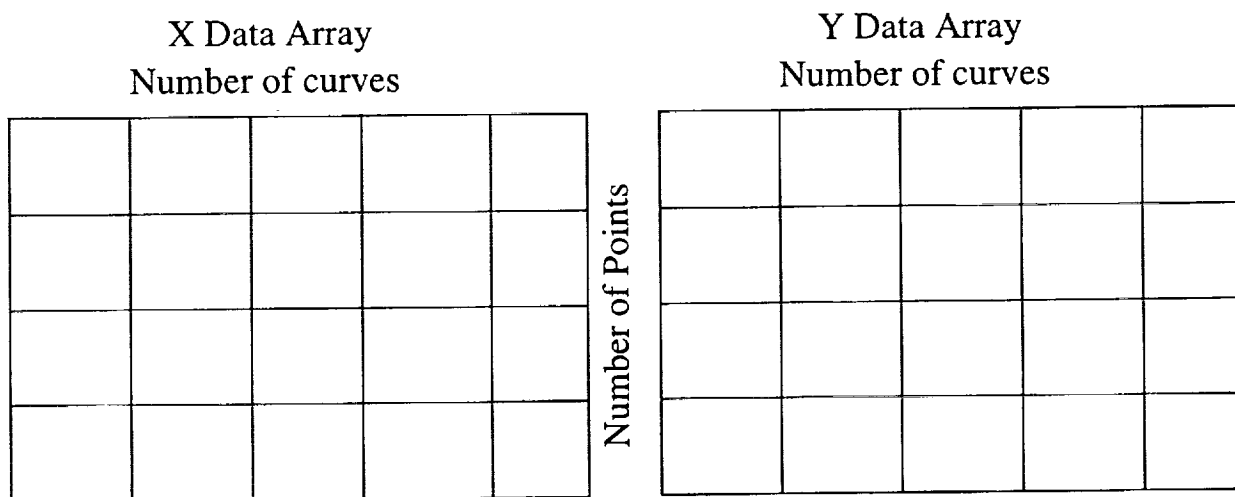 X Data Array
Number of curves
Number of Points
Y Data Array
Number of curves